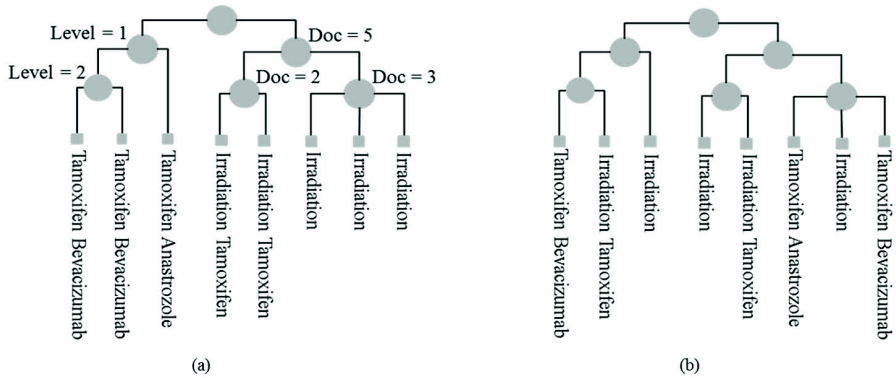 Level = 1
Doc = 5
Level = 2
Doc = 2
Doc = 3
Tamoxifen Bevacizumab
Tamoxifen Bevacizumab
Tamoxifen Anastrozole
Irradiation Tamoxifen
Irradiation Tamoxifen
Irradiation
Irradiation
Irradiation
(a)
Tamoxifen Bevacizumab
Irradiation Tamoxifen
Irradiation
Irradiation
Irradiation Tamoxifen
Tamoxifen Anastrozole
Irradiation
Tamoxifen Bevacizumab
(b)